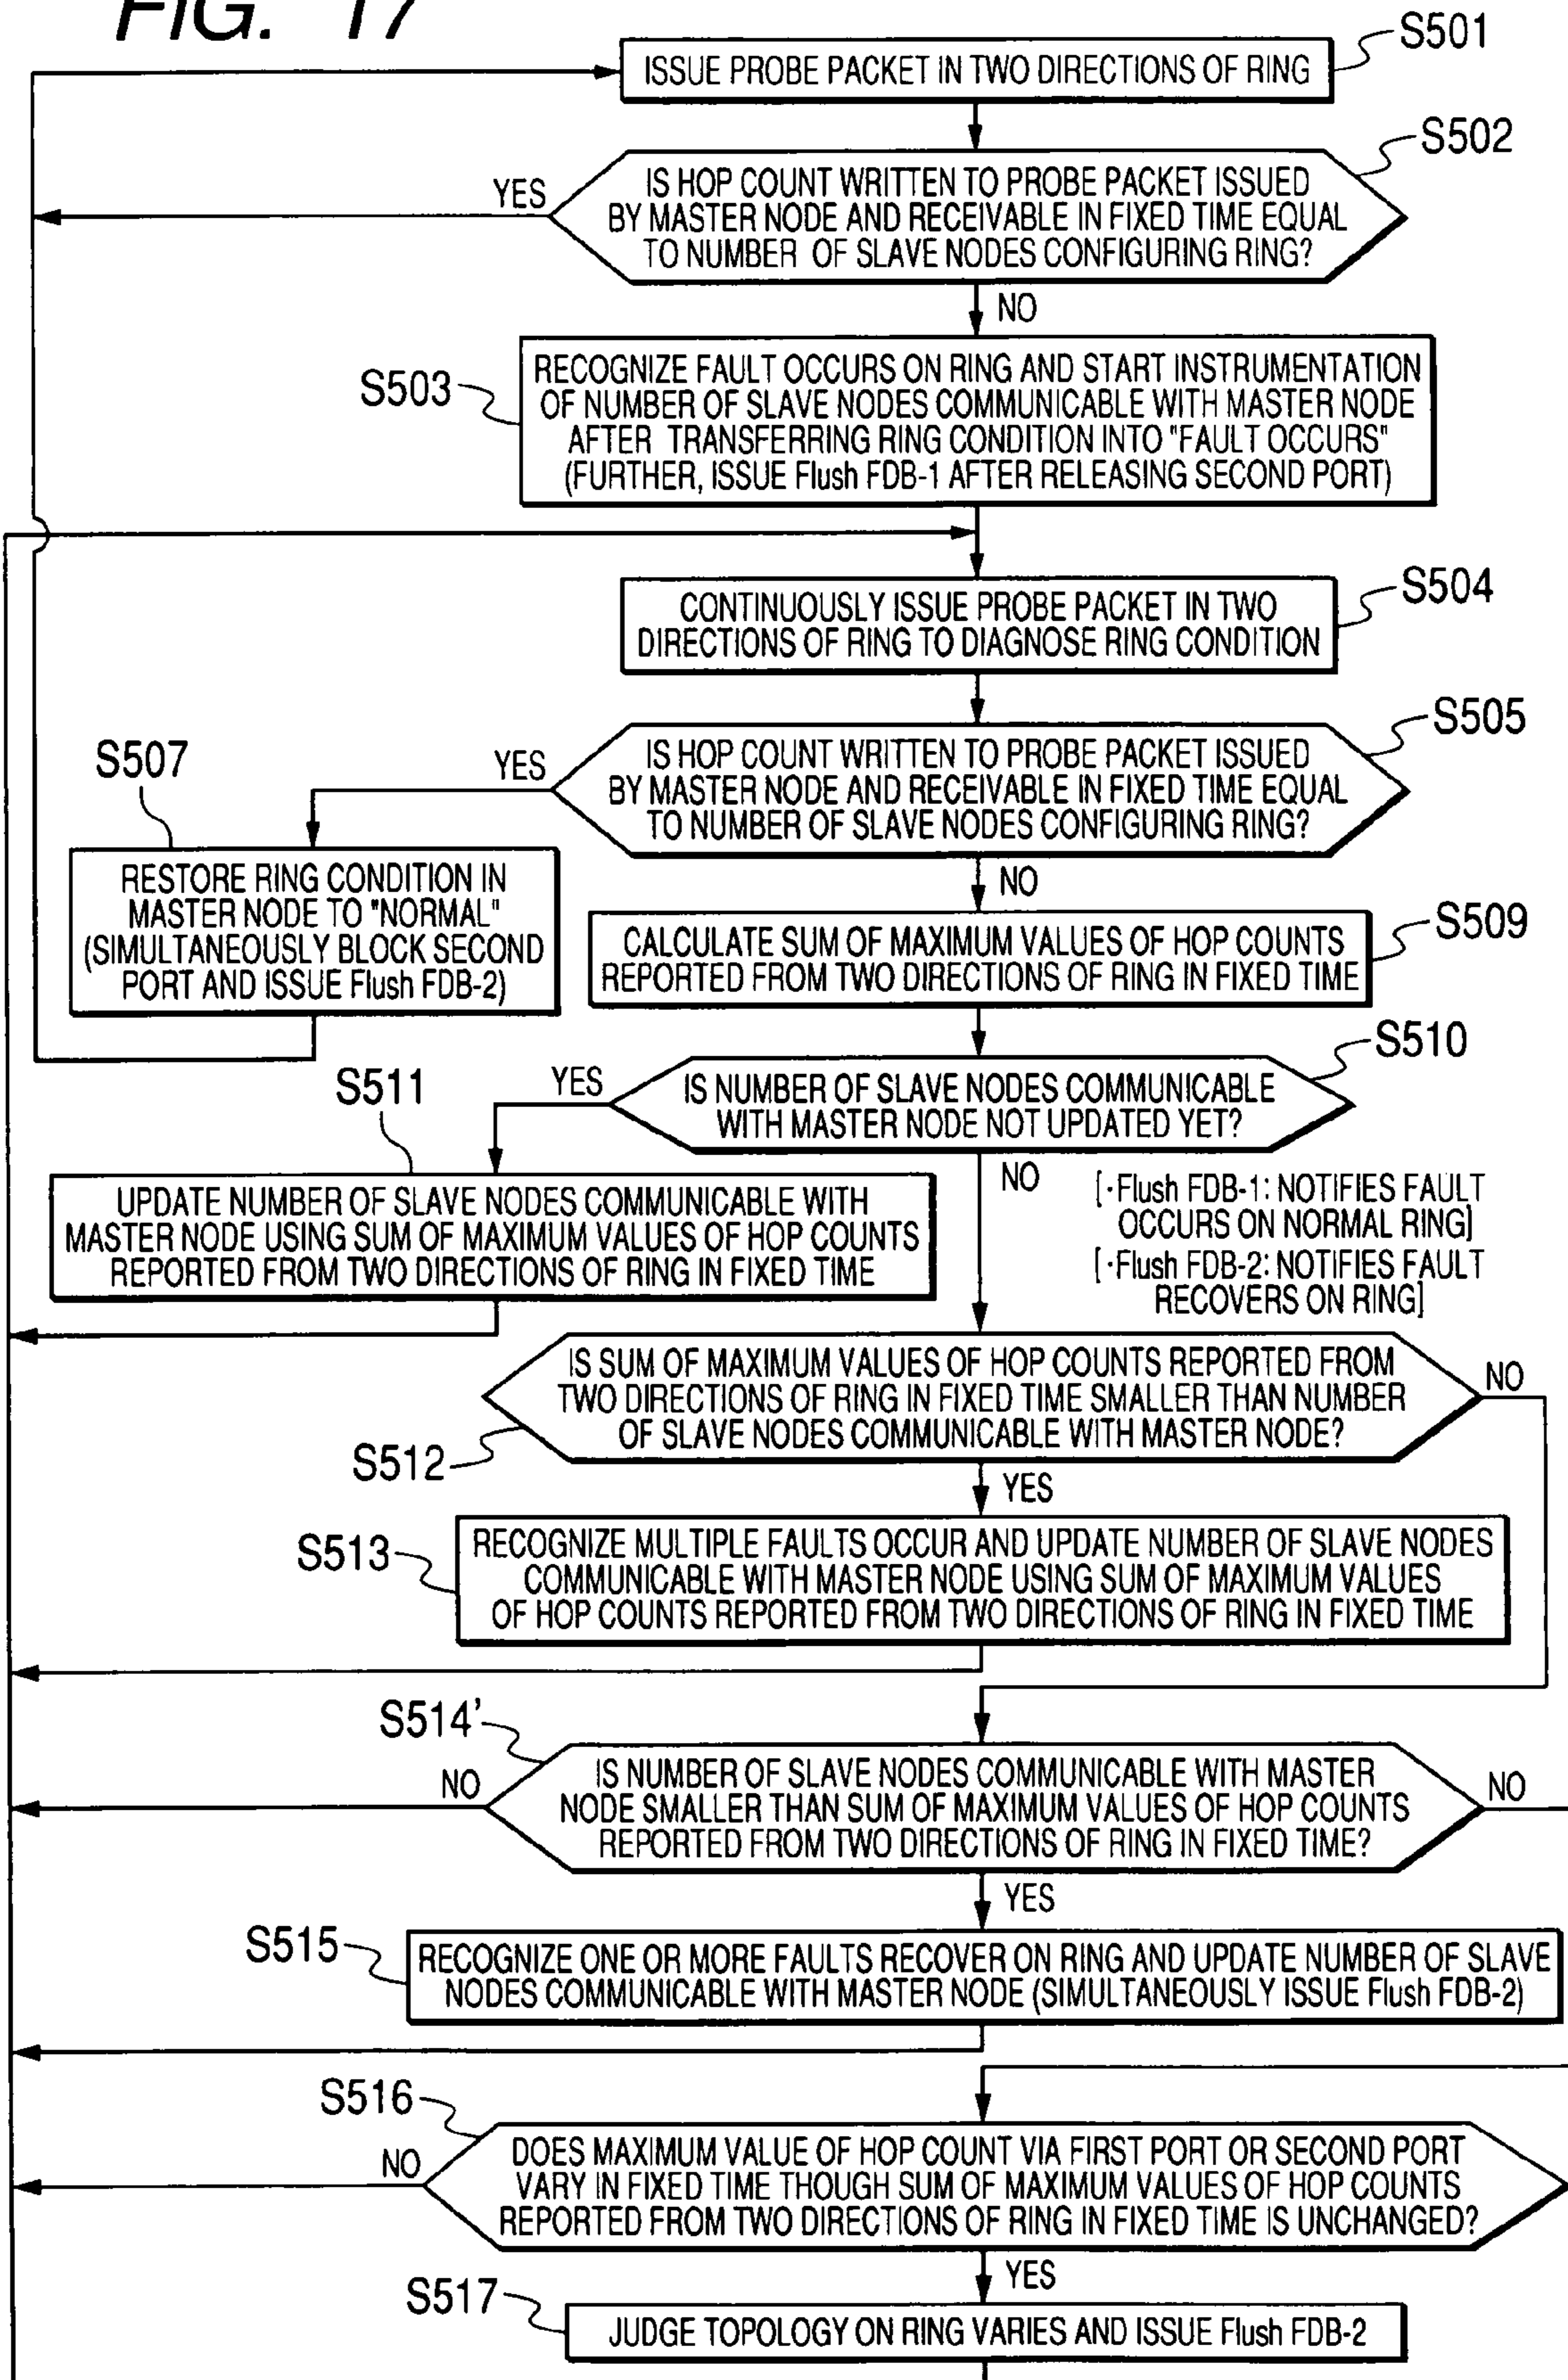 FIG. 17
S501
ISSUE PROBE PACKET IN TWO DIRECTIONS OF RING
S502
YES
IS HOP COUNT WRITTEN TO PROBE PACKET ISSUED
BY MASTER NODE AND RECEIVABLE IN FIXED TIME EQUAL
TO NUMBER OF SLAVE NODES CONFIGURING RING?
NO
S503
RECOGNIZE FAULT OCCURS ON RING AND START INSTRUMENTATION
OF NUMBER OF SLAVE NODES COMMUNICABLE WITH MASTER NODE
AFTER TRANSFERRING RING CONDITION INTO "FAULT OCCURS"
(FURTHER, ISSUE Flush FDB-1 AFTER RELEASING SECOND PORT)
S504
CONTINUOUSLY ISSUE PROBE PACKET IN TWO
DIRECTIONS OF RING TO DIAGNOSE RING CONDITION
S505
YES
IS HOP COUNT WRITTEN TO PROBE PACKET ISSUED
BY MASTER NODE AND RECEIVABLE IN FIXED TIME EQUAL
TO NUMBER OF SLAVE NODES CONFIGURING RING?
S507
RESTORE RING CONDITION IN
MASTER NODE TO "NORMAL"
(SIMULTANEOUSLY BLOCK SECOND
PORT AND ISSUE Flush FDB-2)
NO
S509
CALCULATE SUM OF MAXIMUM VALUES OF HOP COUNTS
REPORTED FROM TWO DIRECTIONS OF RING IN FIXED TIME
S510
YES
IS NUMBER OF SLAVE NODES COMMUNICABLE
WITH MASTER NODE NOT UPDATED YET?
S511
UPDATE NUMBER OF SLAVE NODES COMMUNICABLE WITH
MASTER NODE USING SUM OF MAXIMUM VALUES OF HOP COUNTS
REPORTED FROM TWO DIRECTIONS OF RING IN FIXED TIME
NO
[·Flush FDB-1: NOTIFIES FAULT
OCCURS ON NORMAL RING]
[·Flush FDB-2: NOTIFIES FAULT
RECOVERS ON RING]
IS SUM OF MAXIMUM VALUES OF HOP COUNTS REPORTED FROM
TWO DIRECTIONS OF RING IN FIXED TIME SMALLER THAN NUMBER
OF SLAVE NODES COMMUNICABLE WITH MASTER NODE?
NO
S512
YES
S513
RECOGNIZE MULTIPLE FAULTS OCCUR AND UPDATE NUMBER OF SLAVE NODES
COMMUNICABLE WITH MASTER NODE USING SUM OF MAXIMUM VALUES
OF HOP COUNTS REPORTED FROM TWO DIRECTIONS OF RING IN FIXED TIME
S514'
NO
IS NUMBER OF SLAVE NODES COMMUNICABLE WITH MASTER
NODE SMALLER THAN SUM OF MAXIMUM VALUES OF HOP COUNTS
REPORTED FROM TWO DIRECTIONS OF RING IN FIXED TIME?
NO
YES
S515
RECOGNIZE ONE OR MORE FAULTS RECOVER ON RING AND UPDATE NUMBER OF SLAVE
NODES COMMUNICABLE WITH MASTER NODE (SIMULTANEOUSLY ISSUE Flush FDB-2)
S516
NO
DOES MAXIMUM VALUE OF HOP COUNT VIA FIRST PORT OR SECOND PORT
VARY IN FIXED TIME THOUGH SUM OF MAXIMUM VALUES OF HOP COUNTS
REPORTED FROM TWO DIRECTIONS OF RING IN FIXED TIME IS UNCHANGED?
YES
S517
JUDGE TOPOLOGY ON RING VARIES AND ISSUE Flush FDB-2